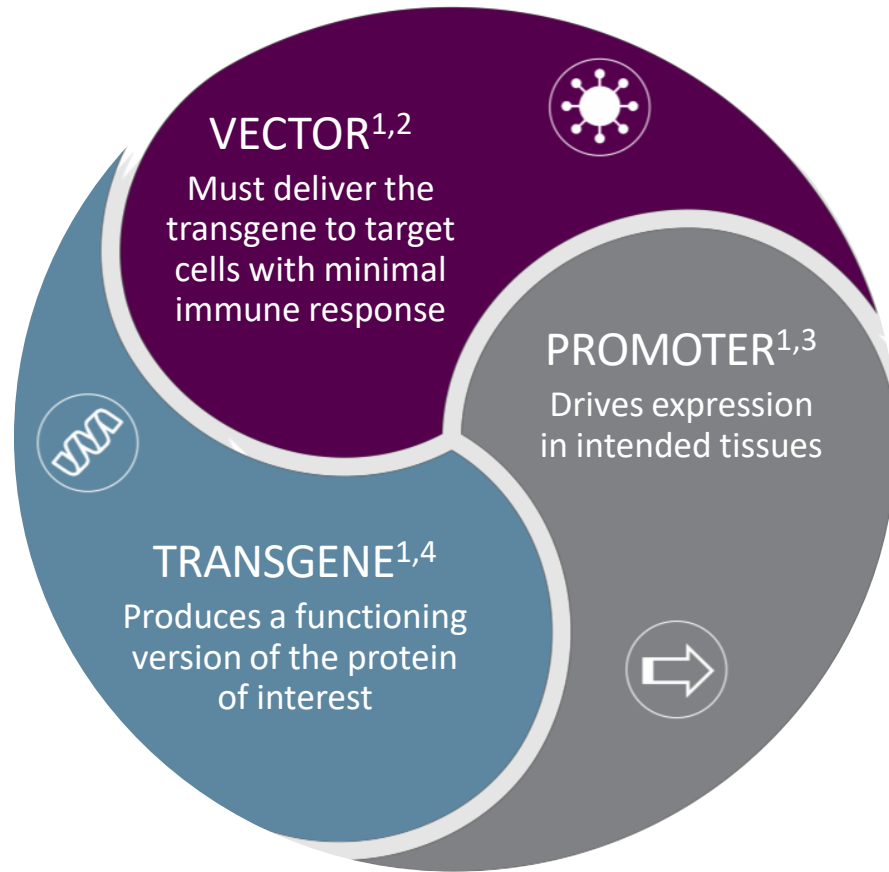 VECTOR1,2
Must deliver the
transgene to target
cells with minimal
immune response
PROMOTER1,3
Drives expression
in intended tissues
TRANSGENE1,4
Produces a functioning
version of the protein
of interest